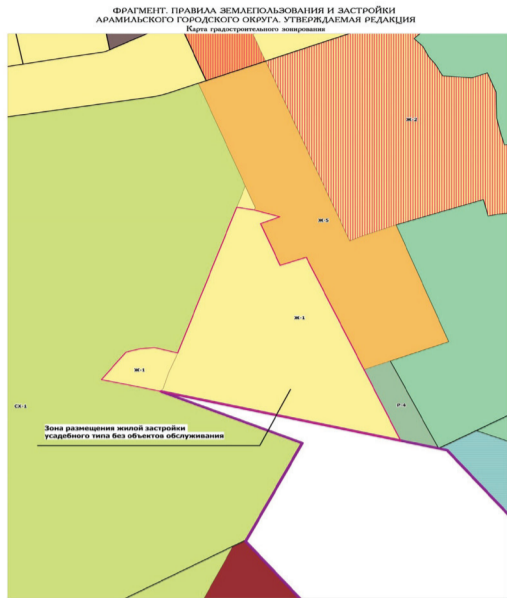 ФРАГМЕНТ. ПРАВИЛА ЗЕМЛЕПОЛЬЗОВАНИЯ И ЗАСТРОЙКИ
АРАМИЛЬСКОГО ГОРОДСКОГО ОКРУГА. УТВЕРЖДАЕМАЯ РЕДАКЦИЯ
Карта градостроительного зонирования
Ж-2
Ж-5
Ж-1
Ж-1
СХ-1
Р-4
Зона размещения жилой застройки
усадебного типа без объектов обслуживания